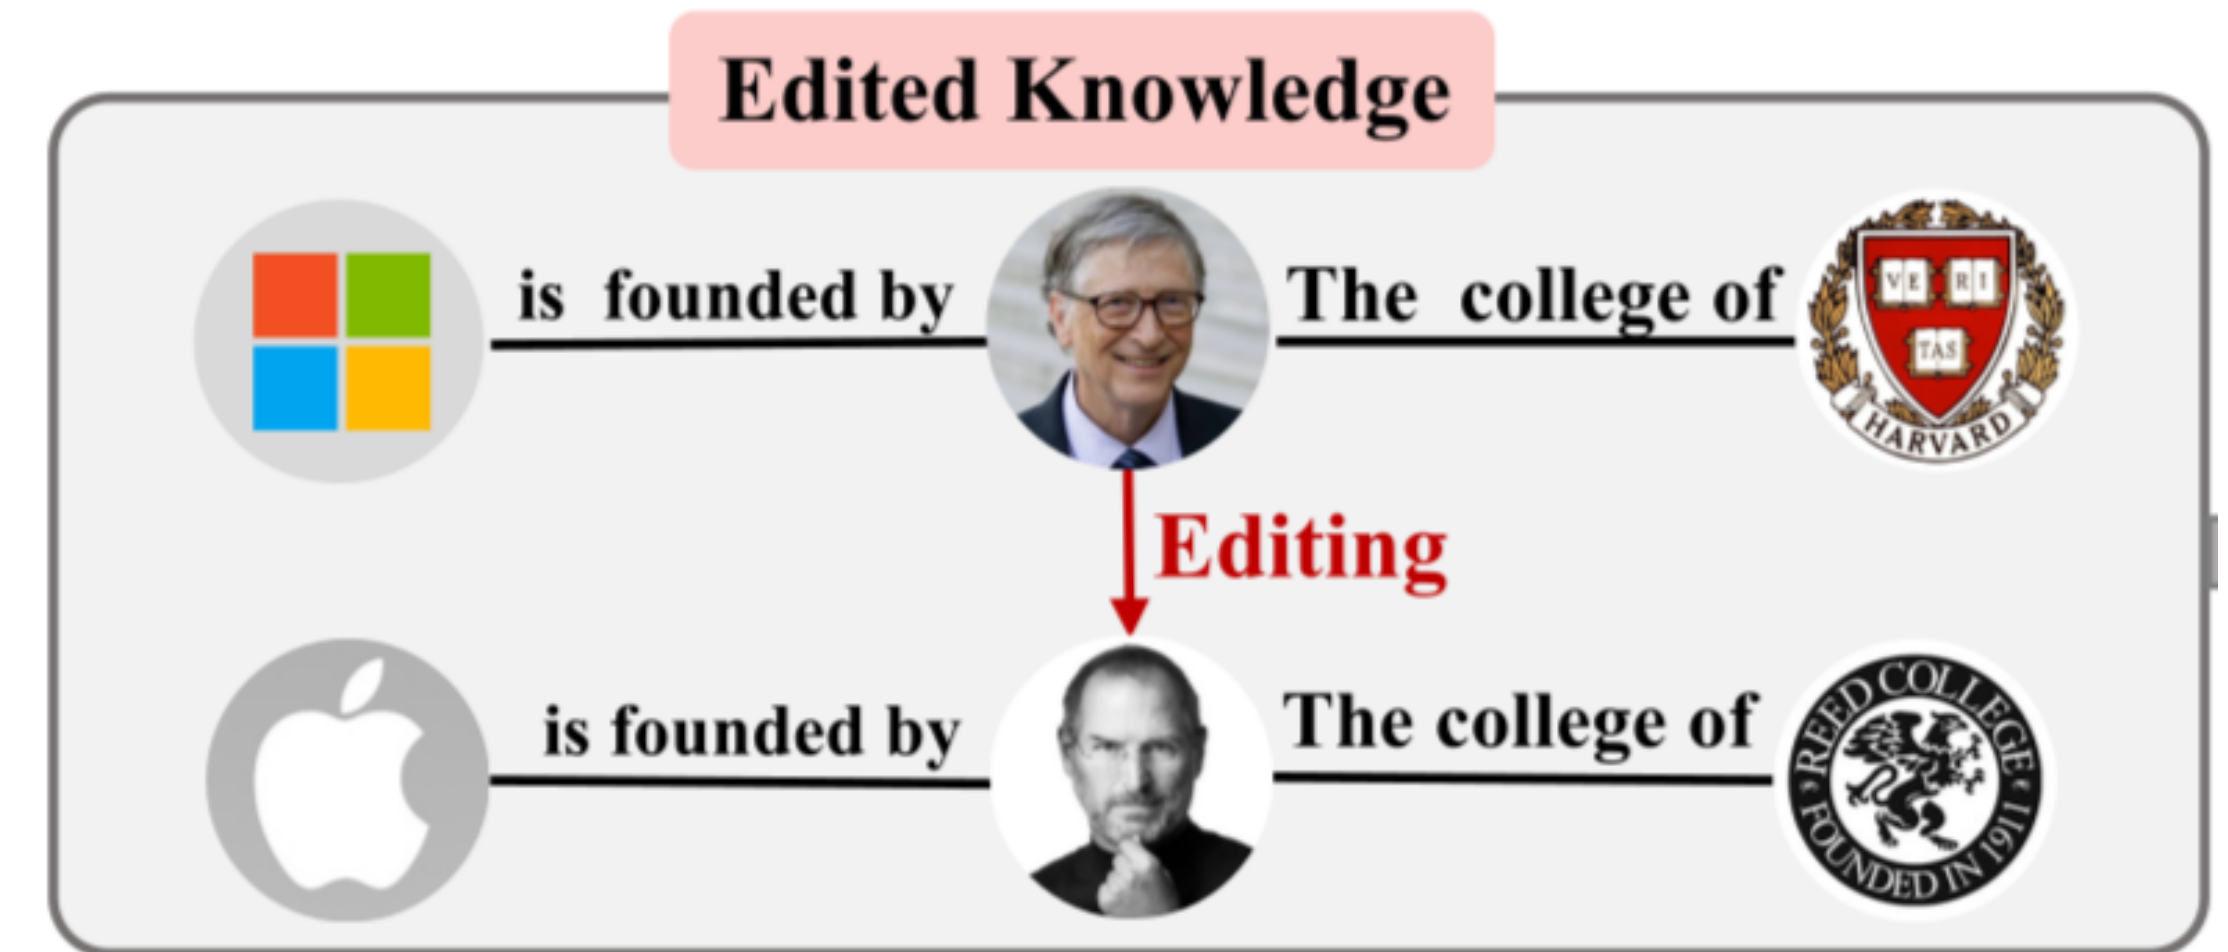 Edited Knowledge
is founded by
The college of
VE RI
TAS
HARVARD
Editing
is founded by
The college of
REED COLLEGE
FOUNDED IN 1911